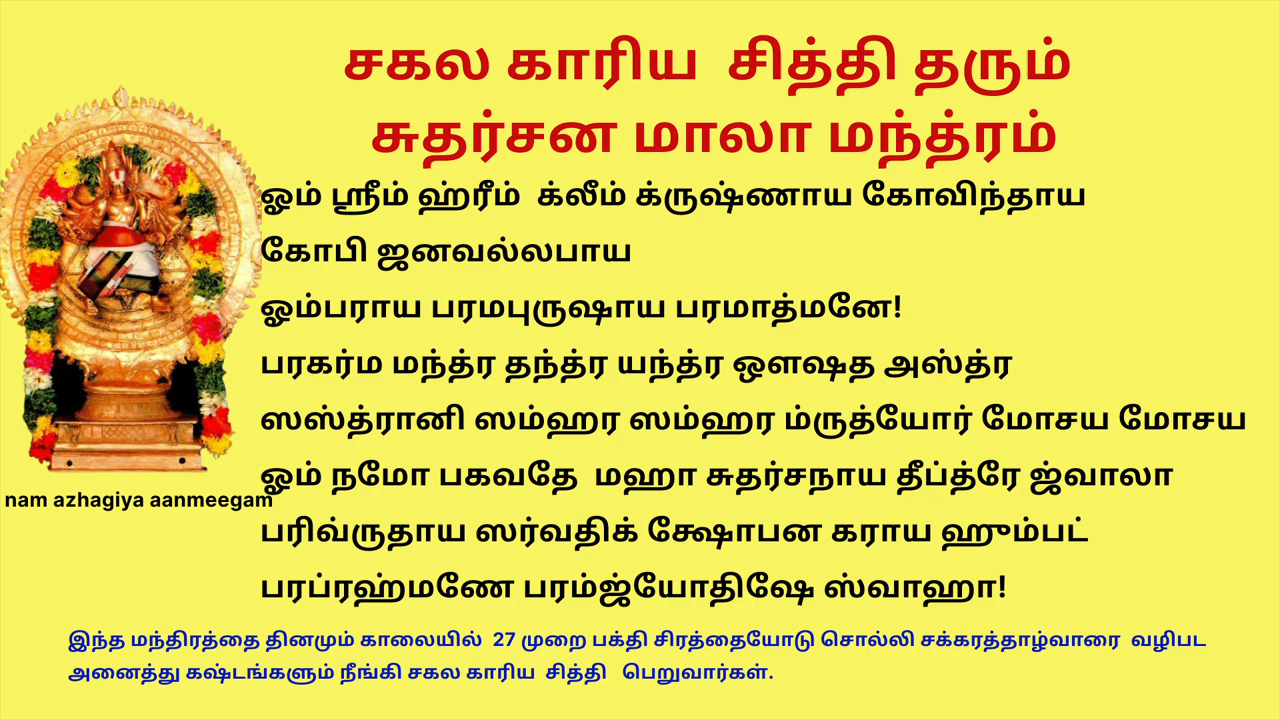 சகல காரிய சித்தி தரும்
சுதர்சன மாலா மந்த்ரம்
ஓம் ஸ்ரீம் ஹ்ரீம் க்லீம் க்ருஷ்ணாய கோவிந்தாய
கோபி ஜனவல்லபாய
ஓம்பராய பரமபுருஷாய பரமாத்மனே!
பரகர்ம மந்த்ர தந்த்ர யந்த்ர ஔஷத அஸ்த்ர
ஸஸ்த்ரானி ஸம்ஹர ஸம்ஹர ம்ருத்யோர் மோசய மோசய
ஓம் நமோ பகவதே மஹா சுதர்சநாய தீப்த்ரே ஜ்வாலா
பரிவ்ருதாய ஸர்வதிக் க்ஷோபன கராய ஹும்பட்
பரப்ரஹ்மணே பரம்ஜ்யோதிஷே ஸ்வாஹா!
nam azhagiya aanmeegam
இந்த மந்திரத்தை தினமும் காலையில் 27 முறை பக்தி சிரத்தையோடு சொல்லி சக்கரத்தாழ்வாரை வழிபட
அனைத்து கஷ்டங்களும் நீங்கி சகல காரிய சித்தி பெறுவார்கள்.